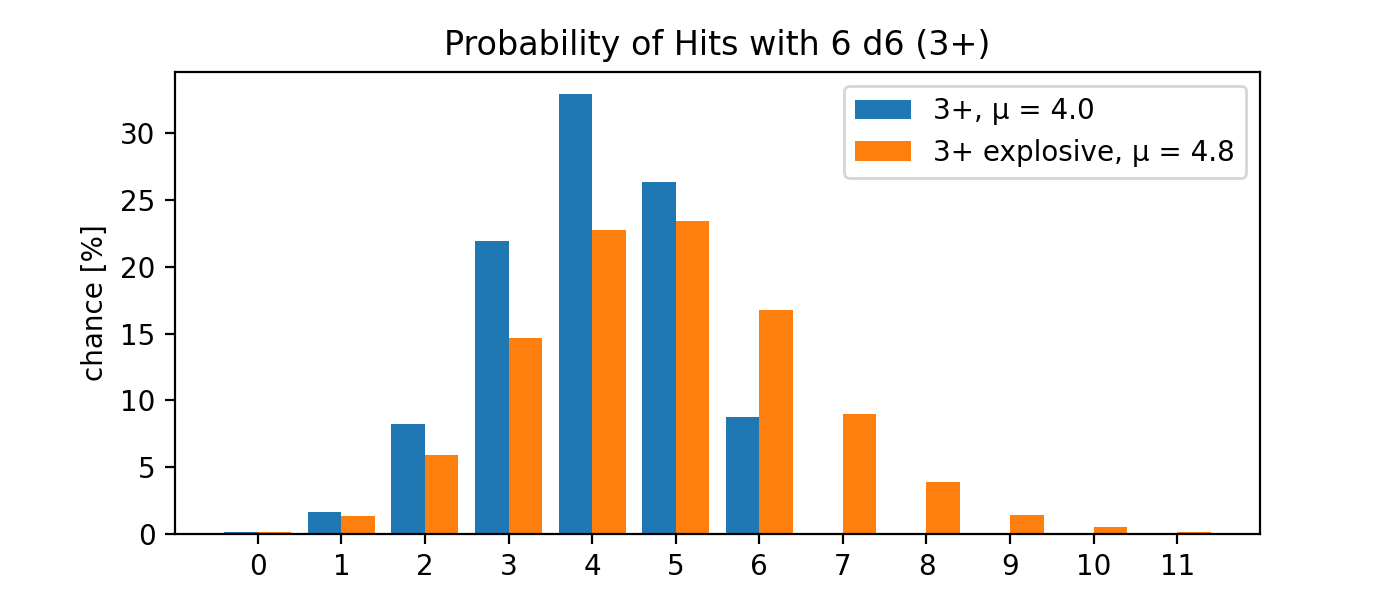 Probability of Hits with 6 d6 (3+)
3+, μ = 4.0
3+ explosive, μ = 4.8
chance [%]
30
25
20
15
10
5
0
0 1 2 3 4 5 6 7 8 9 10 11